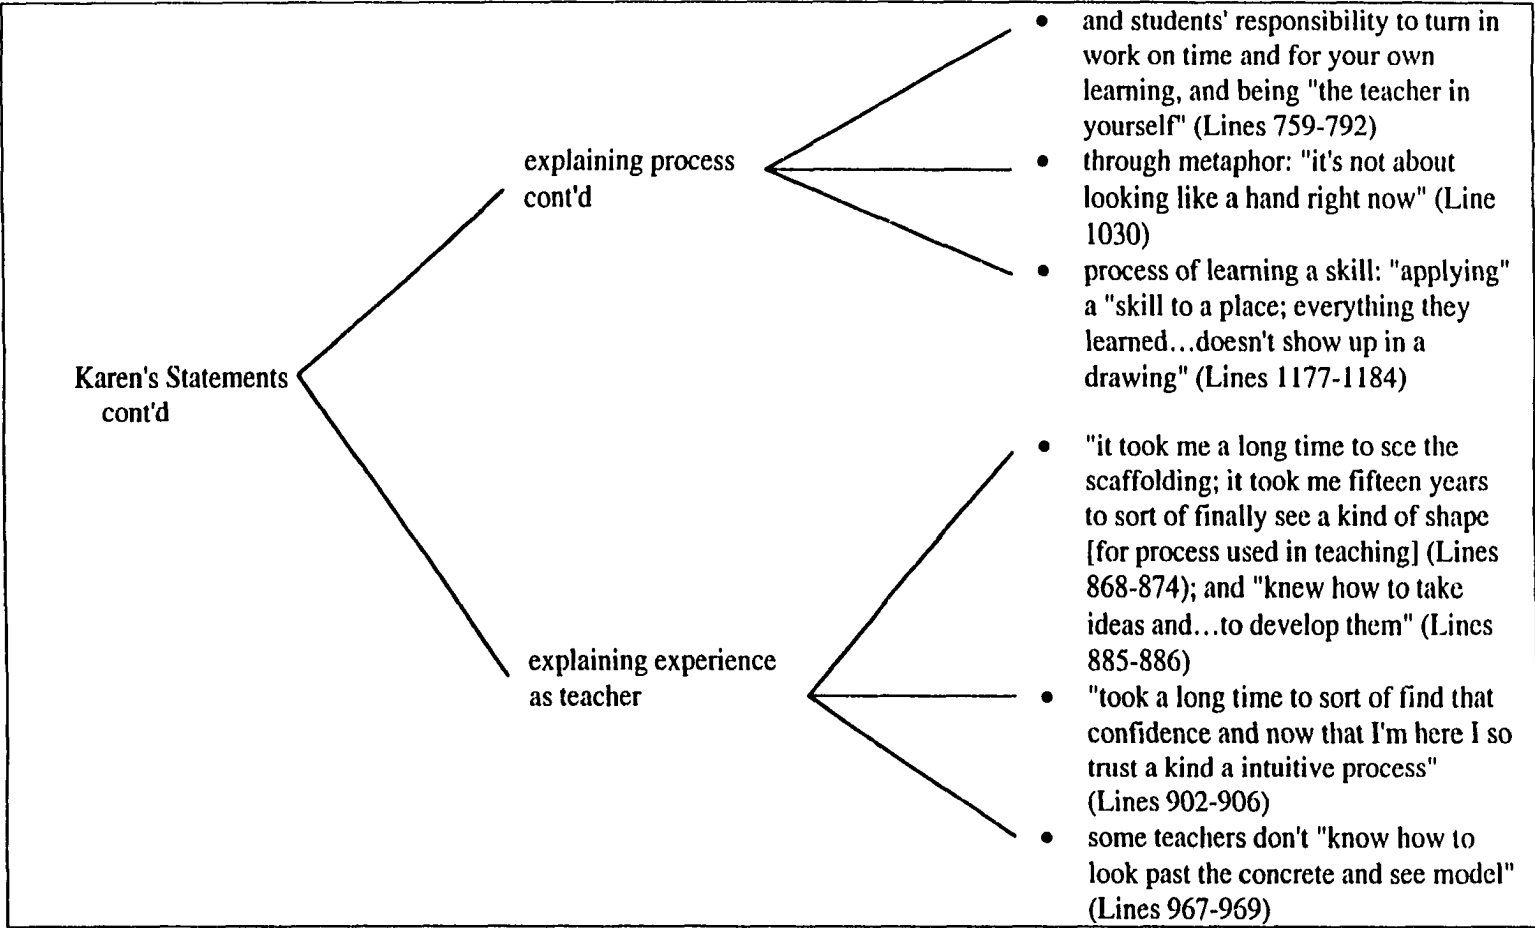 Karen's Statements
cont'd
explaining process
cont'd
• and students' responsibility to turn in
work on time and for your own
learning, and being "the teacher in
yourself" (Lines 759-792)
• through metaphor: "it's not about
looking like a hand right now" (Line
1030)
• process of learning a skill: "applying"
a "skill to a place; everything they
learned...doesn't show up in a
drawing" (Lines 1177-1184)
explaining experience
as teacher
• "it took me a long time to see the
scaffolding; it took me fifteen years
to sort of finally see a kind of shape
[for process used in teaching] (Lines
868-874); and "knew how to take
ideas and...to develop them" (Lines
885-886)
• "took a long time to sort of find that
confidence and now that I'm here I so
trust a kind a intuitive process"
(Lines 902-906)
• some teachers don't "know how to
look past the concrete and see model"
(Lines 967-969)